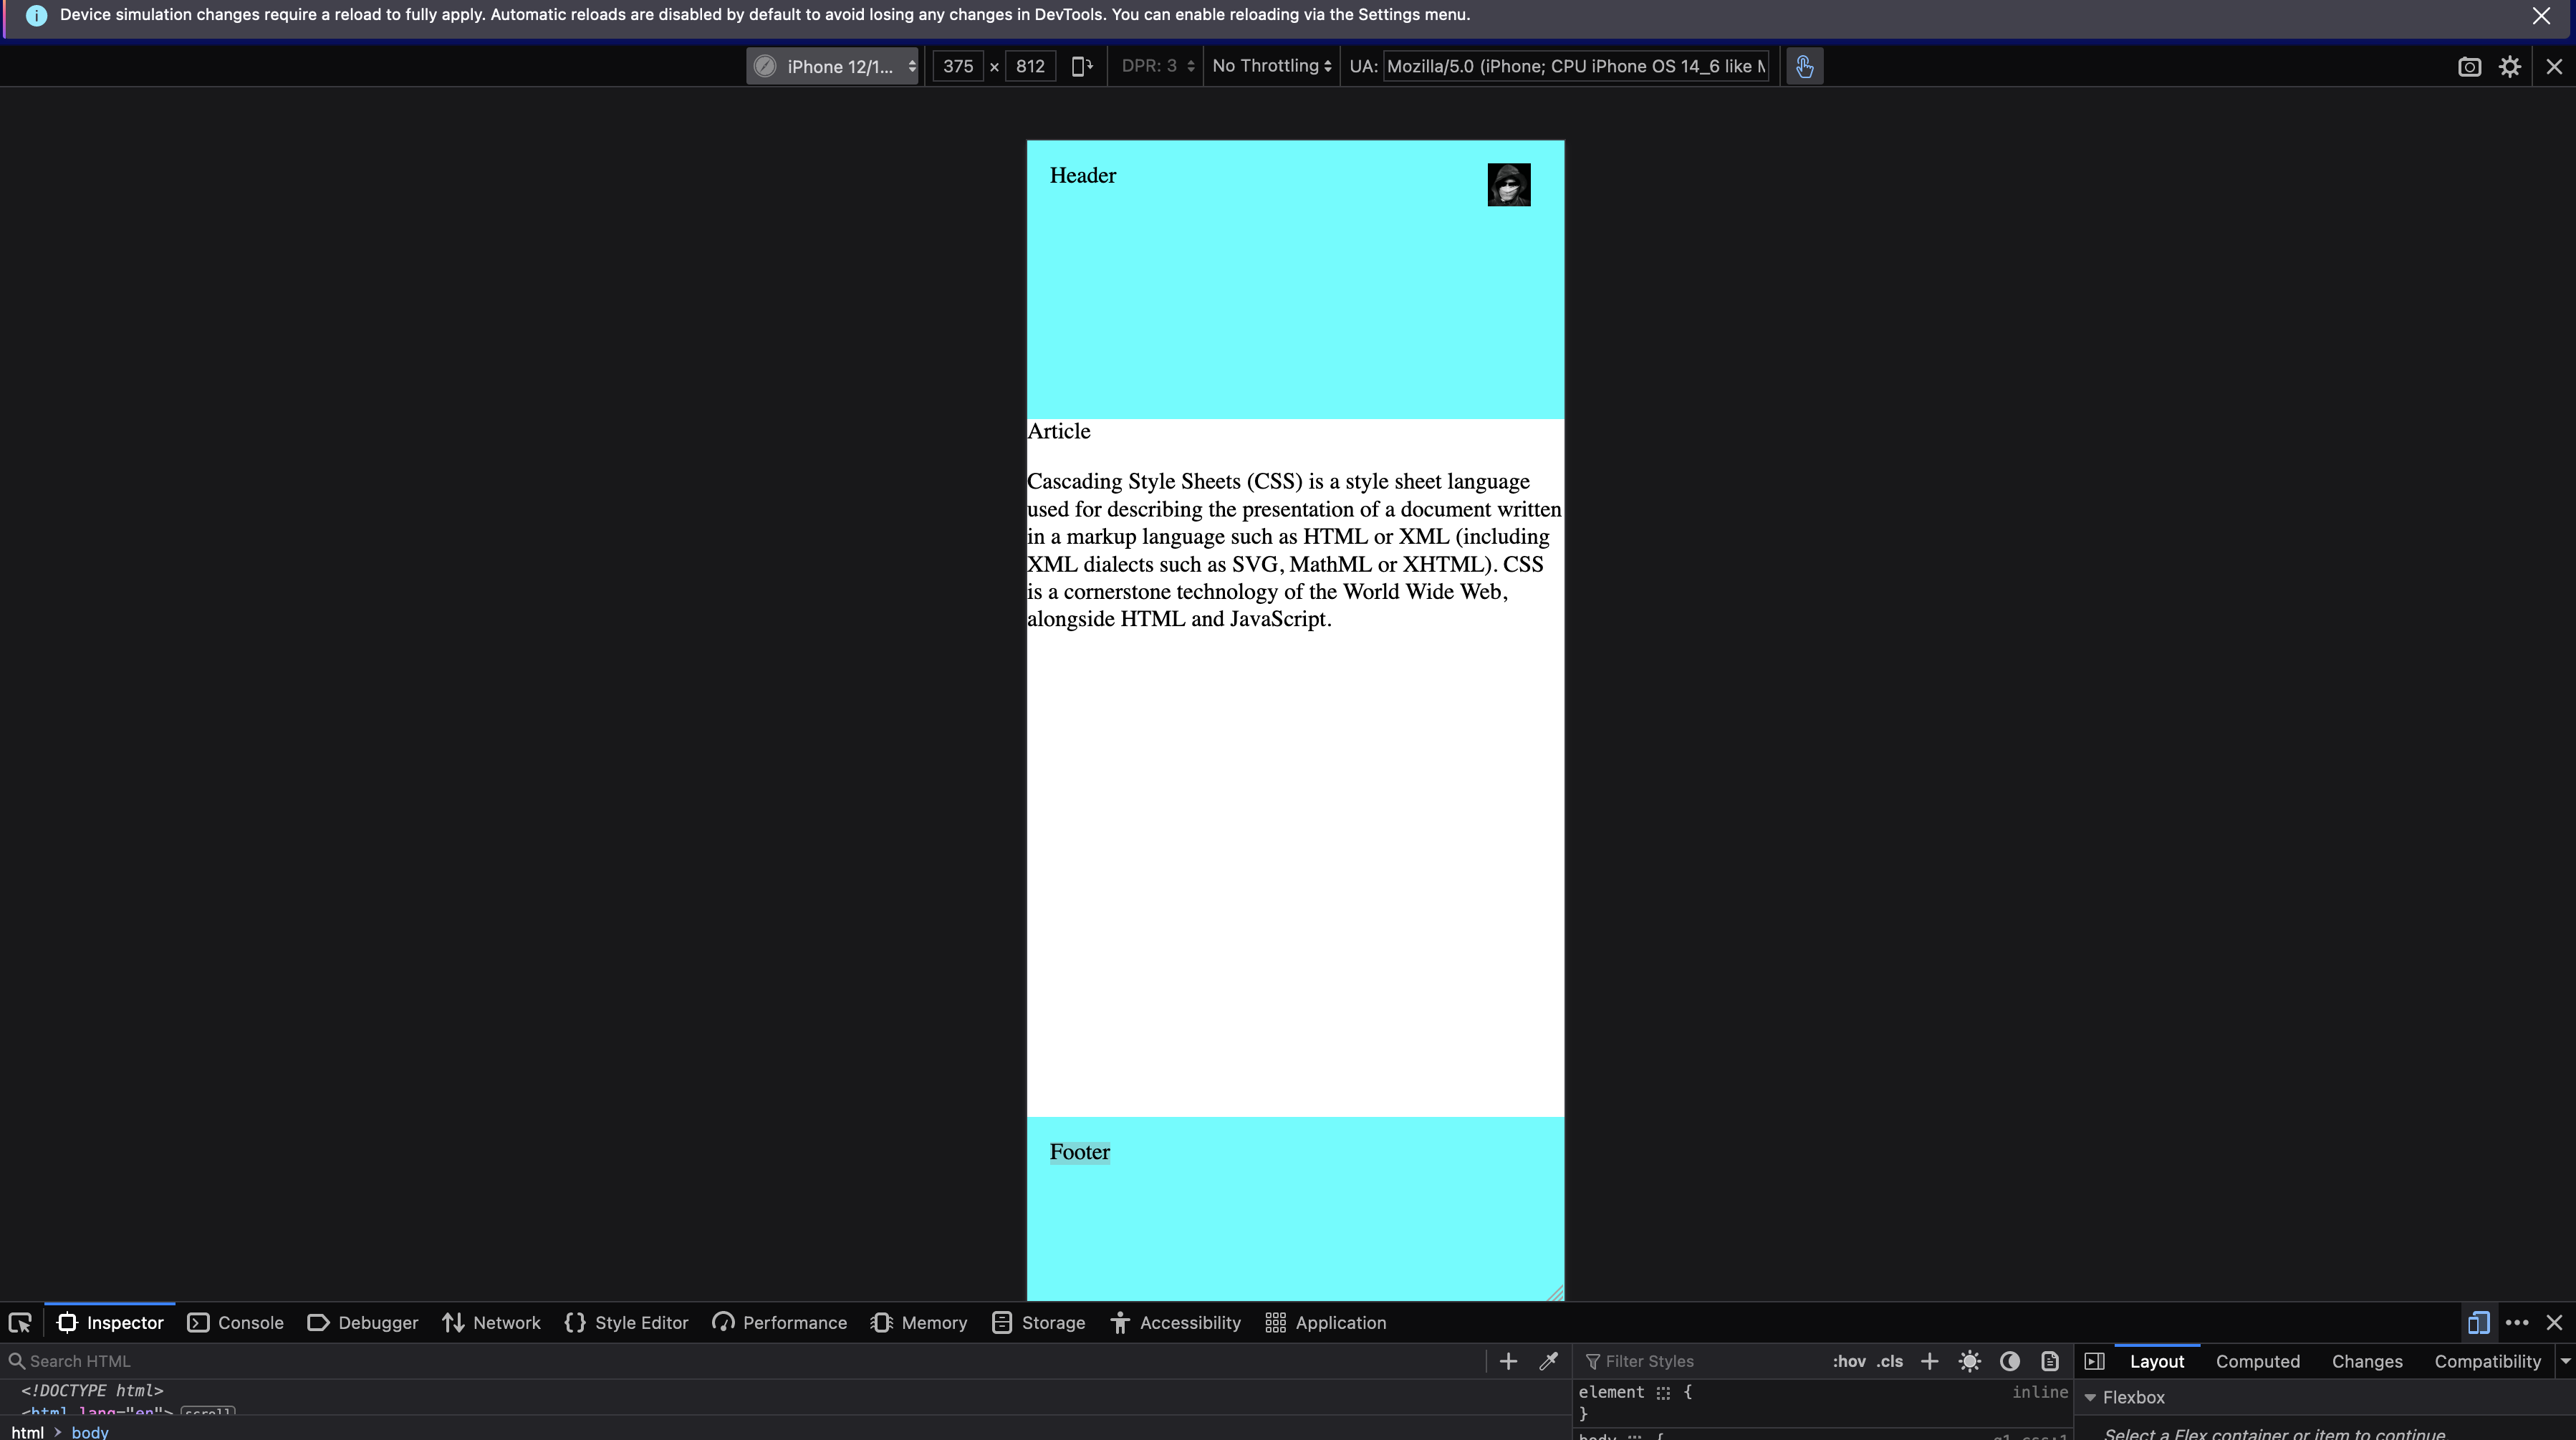 Device simulation changes require a reload to fully apply. Automatic reloads are disabled by default to avoid losing any changes in DevTools. You can enable reloading via the Settings menu.
iPhone 12/1... 375 × 812 DPR: 3 No Throttling UA: Mozilla/5.0 (iPhone; CPU iPhone OS 14_6 like
Header
Article
Cascading Style Sheets (CSS) is a style sheet language
used for describing the presentation of a document written
in a markup language such as HTML or XML (including
XML dialects such as SVG, MathML or XHTML). CSS
is a cornerstone technology of the World Wide Web,
alongside HTML and JavaScript.
Footer
Inspector Console Debugger Network Style Editor Performance Memory Storage Accessibility Application
Search HTML Filter Styles :hov .cls Layout Computed Changes Compatibility
<!DOCTYPE html> element { inline Flexbox
<html lang="en"> scroll }
html > body body { Select a Flex container or item to continue